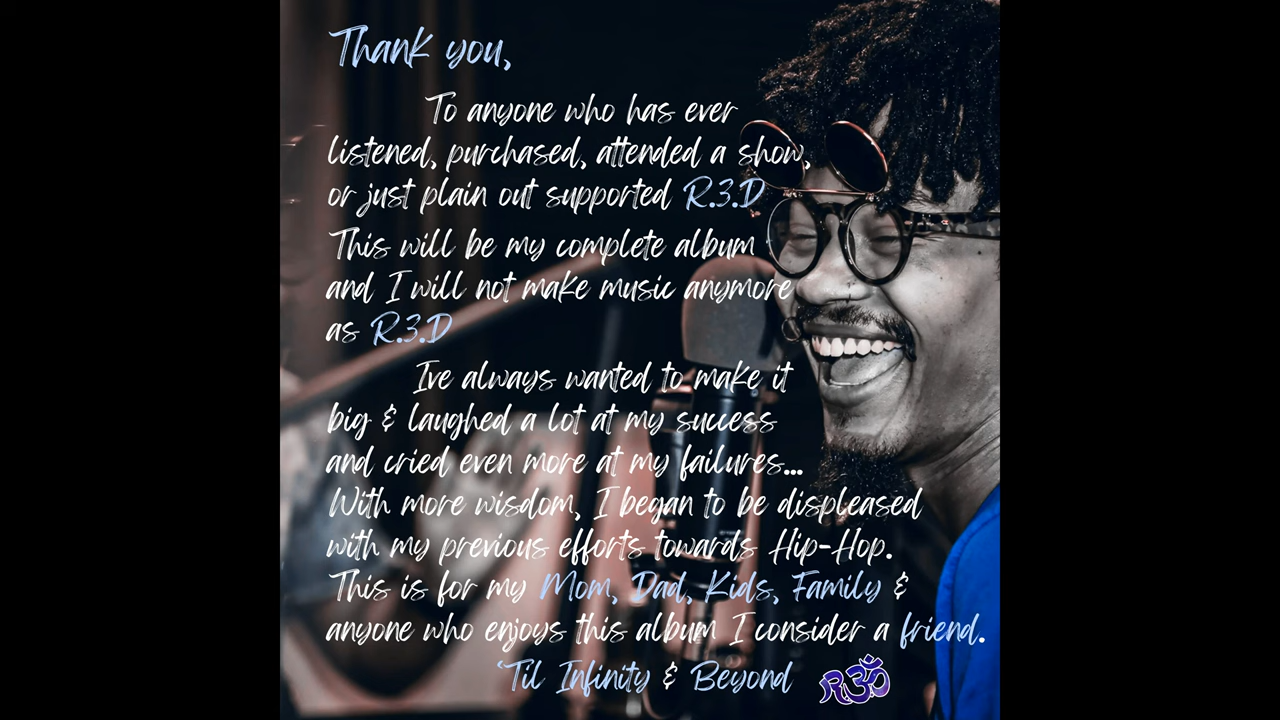 Thank you,
To anyone who has ever
listened, purchased, attended a show,
or just plain out supported R.3.D
This will be my complete album
and I will not make music anymore
as R.3.D
Ive always wanted to make it
big & laughed a lot at my success
and cried even more at my failures...
With more wisdom, I began to be displeased
with my previous efforts towards Hip-Hop.
This is for my Mom, Dad, Kids, Family &
anyone who enjoys this album I consider a friend.
'Til Infinity & Beyond